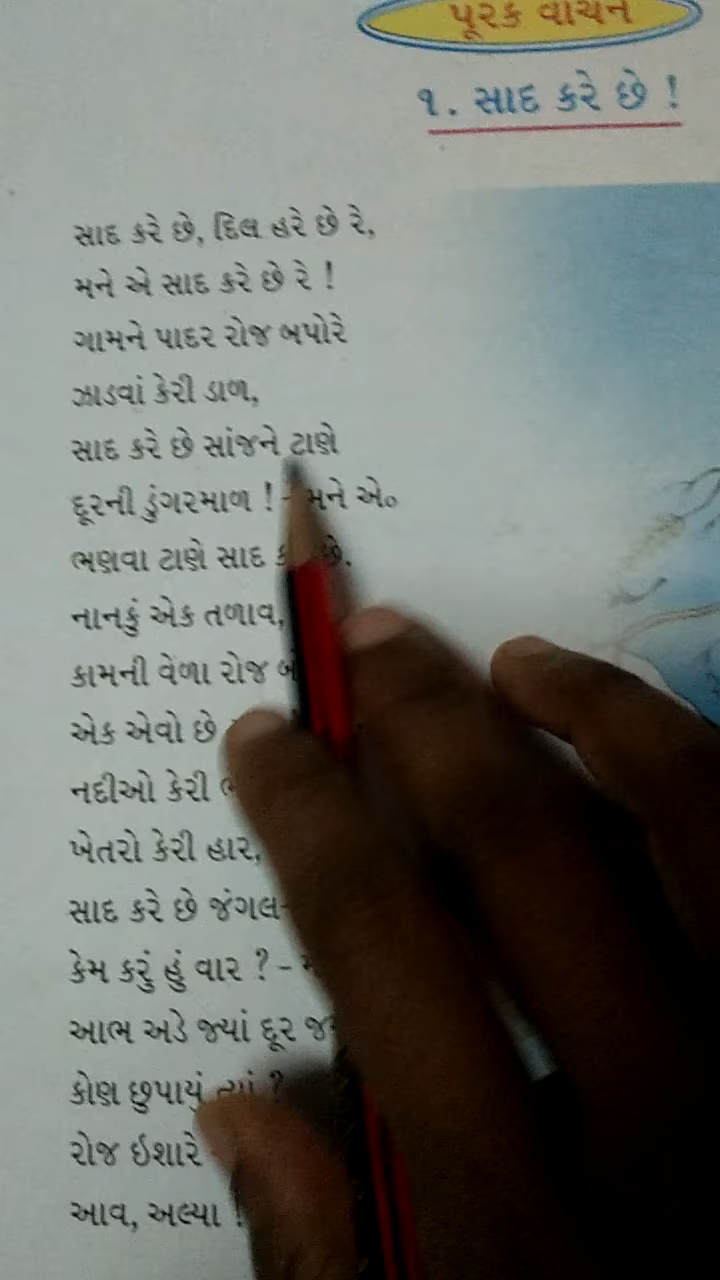 પૂરક વાચન
૧. સાદ કરે છે !
સાદ કરે છે, દિલ હરે છે રે,
મને એ સાદ કરે છે રે !
ગામને પાદર રોજ બપોરે
ઝાડવાં કેરી ડાળ,
સાદ કરે છે સાંજને ટાણે
દૂરની ડુંગરમાળ ! - મને એ૦
ભણવા ટાણે સાદ છે.
નાનકું એક તળાવ,
કામની વેળા રોજ
એક એવો છે
નદીઓ કેરી
ખેતરો કેરી હાર,
સાદ કરે છે જંગલ
કેમ કરું હું વાર ? -
આભ અડે જ્યાં દૂર
કોણ છુપાયું ત્યાં ?
રોજ ઇશારે
આવ, અલ્યા !